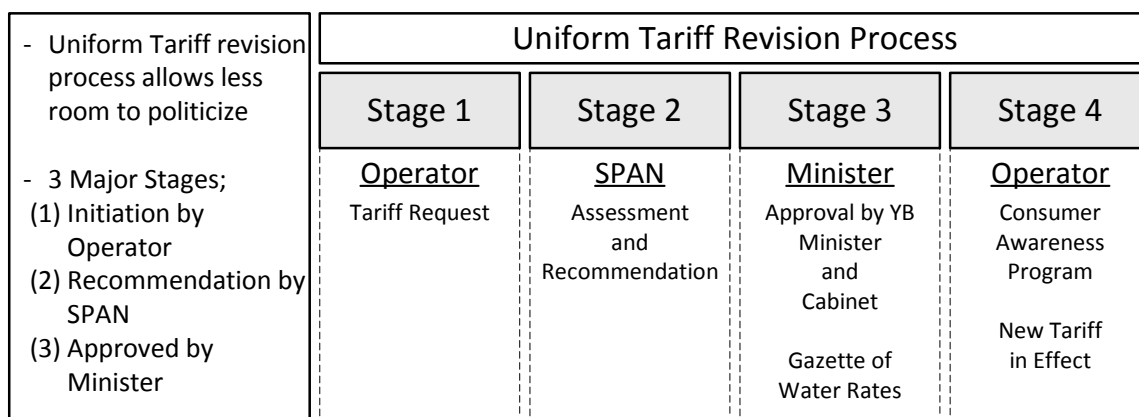 - Uniform Tariff revision
process allows less
room to politicize
- 3 Major Stages;
(1) Initiation by
Operator
(2) Recommendation by
SPAN
(3) Approved by
Minister
Uniform Tariff Revision Process
Stage 1
Stage 2
Stage 3
Stage 4
Operator
Tariff Request
SPAN
Assessment
and
Recommendation
Minister
Approval by YB
Minister
and
Cabinet
Gazette of
Water Rates
Operator
Consumer
Awareness
Program
New Tariff
in Effect